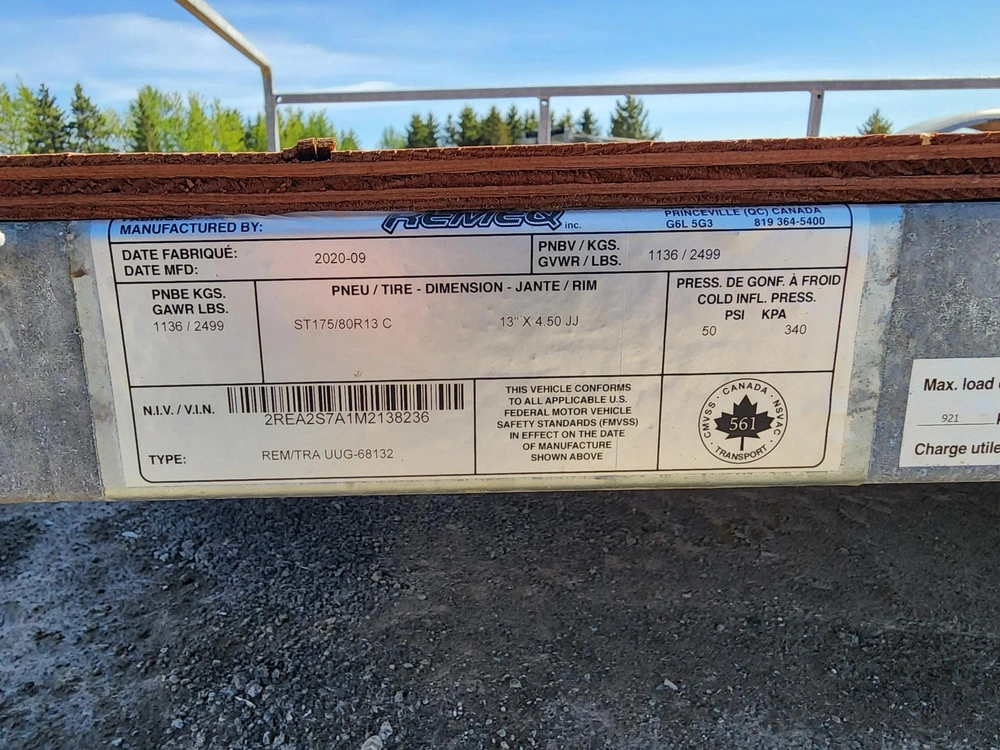 MANUFACTURED BY:
REMEQ inc.
PRINCEVILLE (QC) CANADA
G6L 5G3 819 364-5400
DATE FABRIQUÉ:
DATE MFD:
2020-09
PNBV / KGS.
GVWR / LBS.
1136 / 2499
PNBE KGS.
GAWR LBS.
1136 / 2499
PNEU / TIRE - DIMENSION - JANTE / RIM
ST175/80R13 C
13" X 4.50 JJ
PRESS. DE GONF. À FROID
COLD INFL. PRESS.
PSI KPA
50 340
N.I.V. / V.I.N.
2REA2S7A1M2138236
TYPE:
REM/TRA UUG-68132
THIS VEHICLE CONFORMS
TO ALL APPLICABLE U.S.
FEDERAL MOTOR VEHICLE
SAFETY STANDARDS (FMVSS)
IN EFFECT ON THE DATE
OF MANUFACTURE
SHOWN ABOVE
CMVSS · CANADA · NSVAC
561
TRANSPORT
Max. load
921
Charge utile